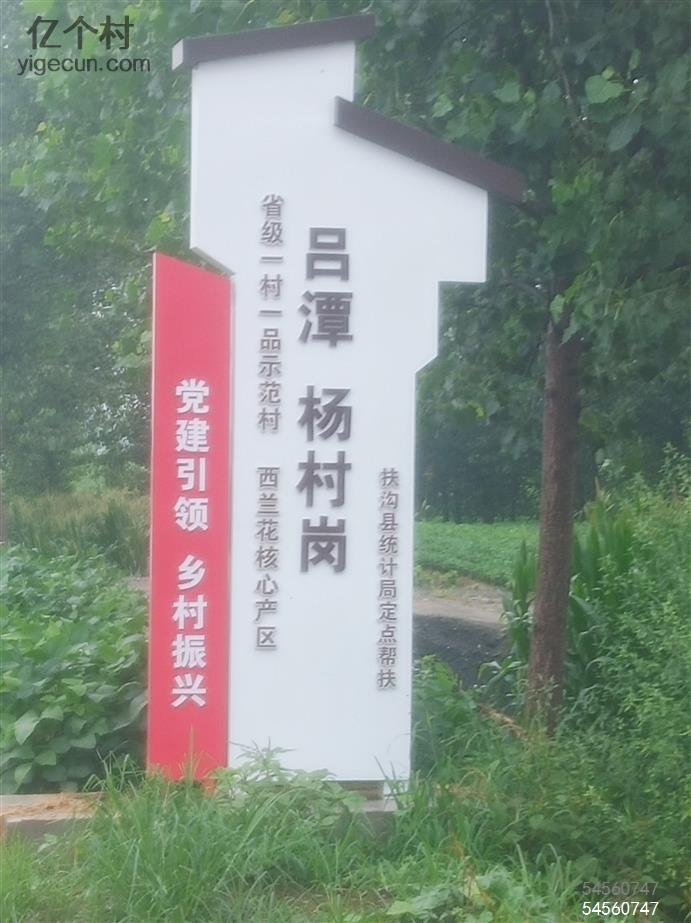 亿个村
yigecun.com
吕潭 杨村岗
省级一村一品示范村 西兰花核心产区
扶沟县统计局定点帮扶
党建引领 乡村振兴
54560747
54560747